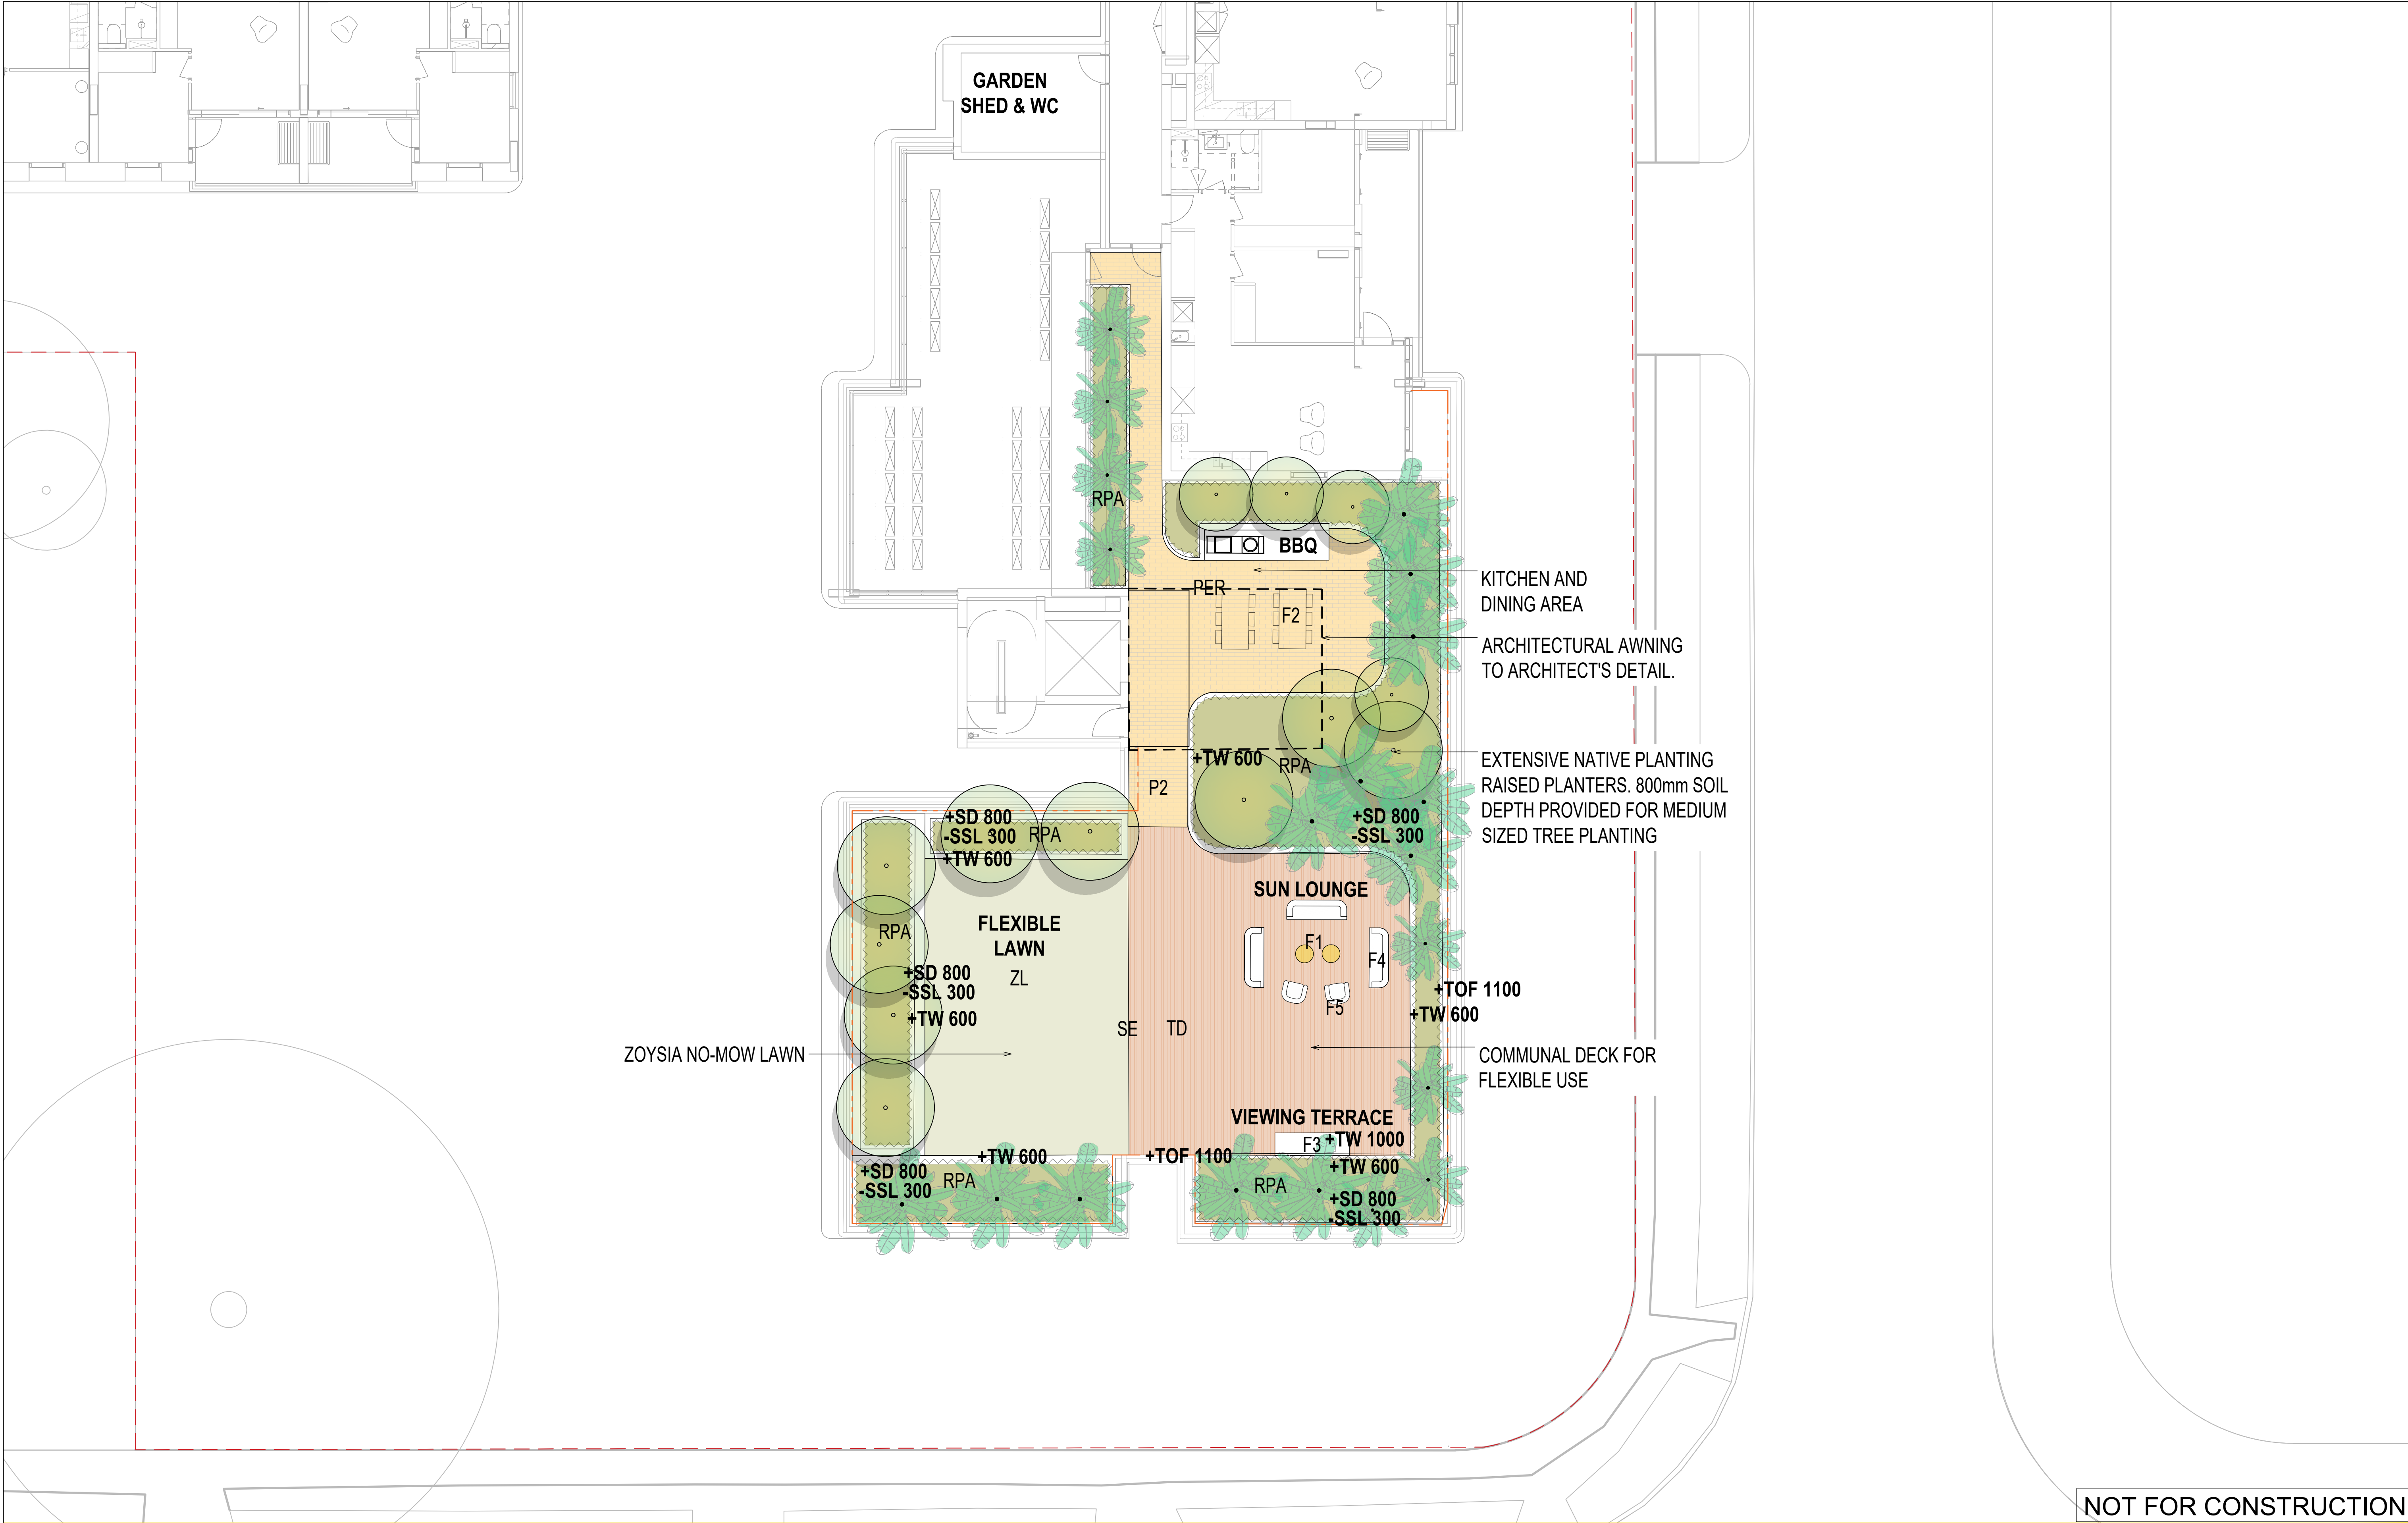 GARDEN
SHED & WC
RPA
BBQ
KITCHEN AND
DINING AREA
PER
F2
ARCHITECTURAL AWNING
TO ARCHITECT'S DETAIL.
+TW 600
RPA
EXTENSIVE NATIVE PLANTING
RAISED PLANTERS. 800mm SOIL
DEPTH PROVIDED FOR MEDIUM
SIZED TREE PLANTING
P2
+SD 800
-SSL 300
+TW 600
RPA
+SD 800
-SSL 300
SUN LOUNGE
FLEXIBLE
LAWN
ZL
RPA
F1
F4
F5
+SD 800
-SSL 300
+TW 600
+TOF 1100
+TW 600
SE
TD
ZOYSIA NO-MOW LAWN
COMMUNAL DECK FOR
FLEXIBLE USE
VIEWING TERRACE
F3
+TW 1000
+TW 600
+TOF 1100
+TW 600
+SD 800
-SSL 300
RPA
RPA
+SD 800
-SSL 300
NOT FOR CONSTRUCTION